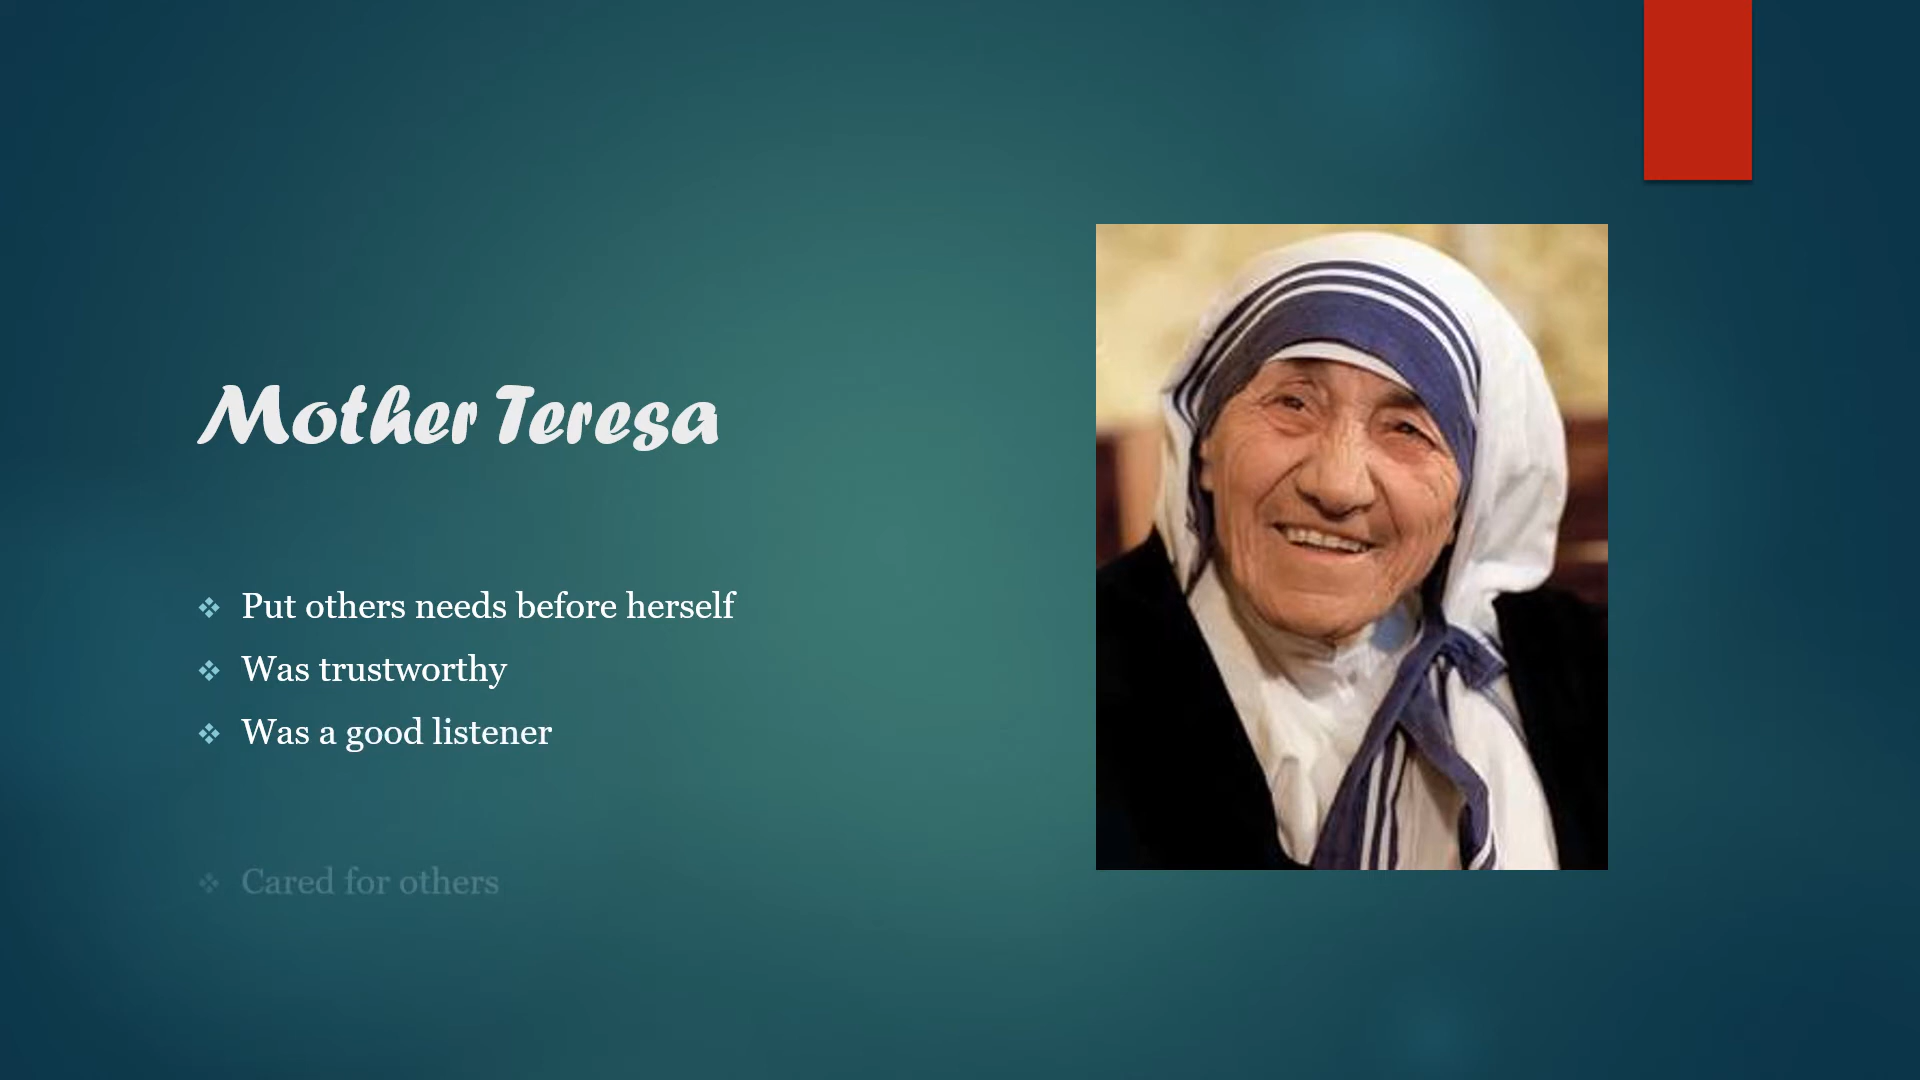 Mother Teresa
Put others needs before herself
Was trustworthy
Was a good listener
Cared for others